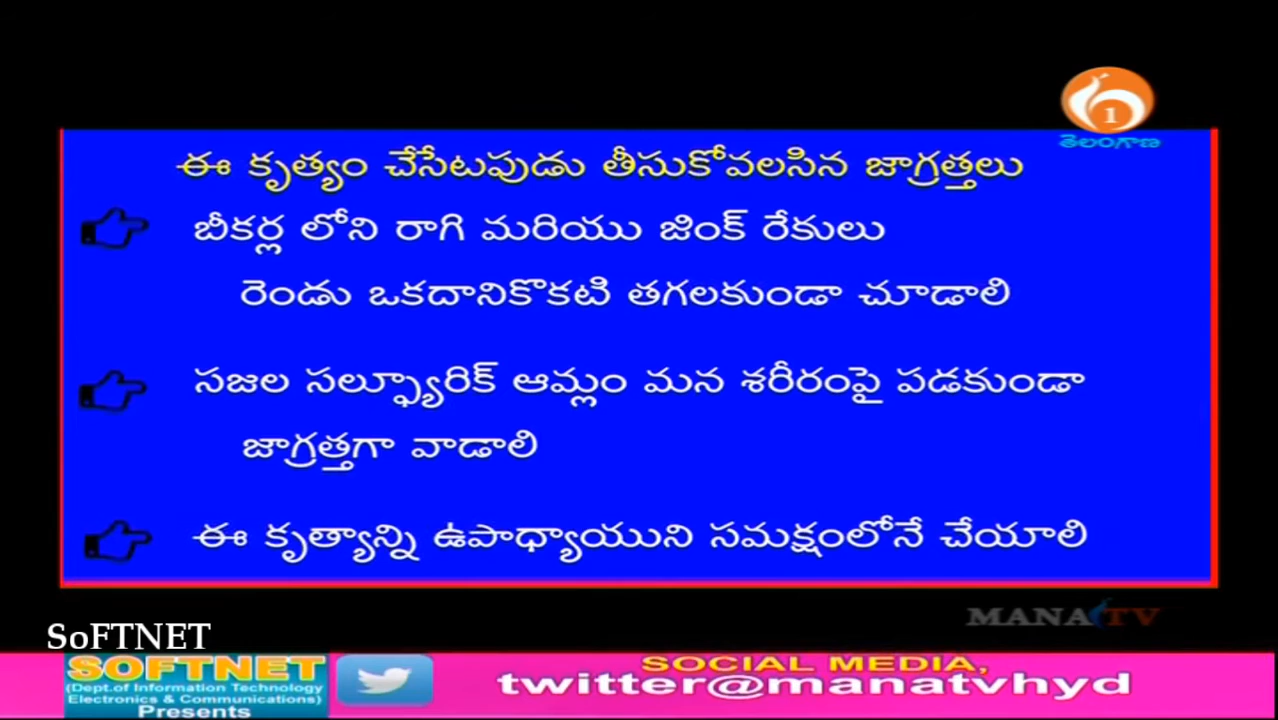 1
తెలంగాణ
ఈ కృత్యం చేసేటపుడు తీసుకోవలసిన జాగ్రత్తలు
బీకర్ల లోని రాగి మరియు జింక్ రేకులు
రెండు ఒకదానికొకటి తగలకుండా చూడాలి
సజల సల్ఫ్యూరిక్ ఆమ్లం మన శరీరంపై పడకుండా
జాగ్రత్తగా వాడాలి
ఈ కృత్యాన్ని ఉపాధ్యాయుని సమక్షంలోనే చేయాలి
MANA TV
SoFTNET
SOFTNET
(Dept.of Information Technology
Electronics & Communications)
Presents
SOCIAL MEDIA,
twitter@manatvhyd